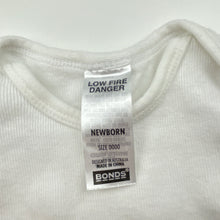 LOW FIRE
DANGER
NEWBORN
SIZE 0000
DESIGNED IN AUSTRALIA
MADE IN CHINA
BONDS